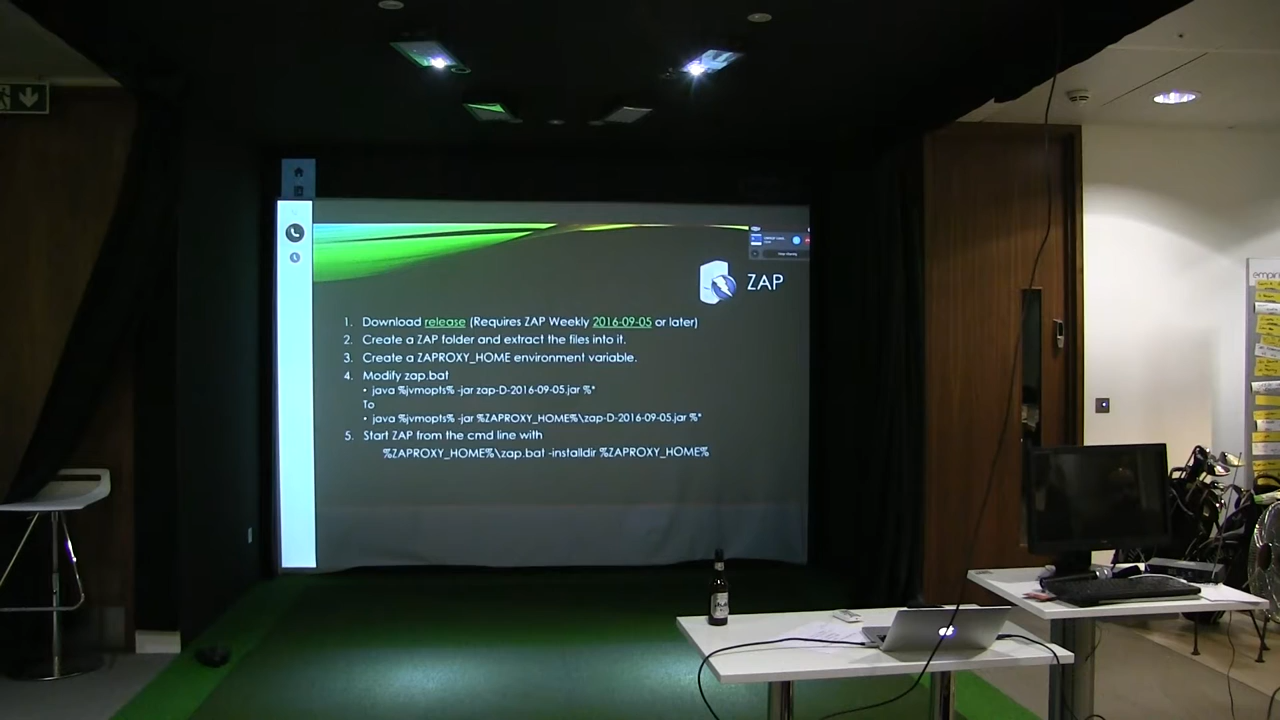 ZAP
1. Download release (Requires ZAP Weekly 2016-09-05 or later)
2. Create a ZAP folder and extract the files into it.
3. Create a ZAPROXY_HOME environment variable.
4. Modify zap.bat
• java %jvmopts% -jar zap-D-2016-09-05.jar %*
To
• java %jvmopts% -jar %ZAPROXY_HOME%\zap-D-2016-09-05.jar %*
5. Start ZAP from the cmd line with
%ZAPROXY_HOME%\zap.bat -installdir %ZAPROXY_HOME%